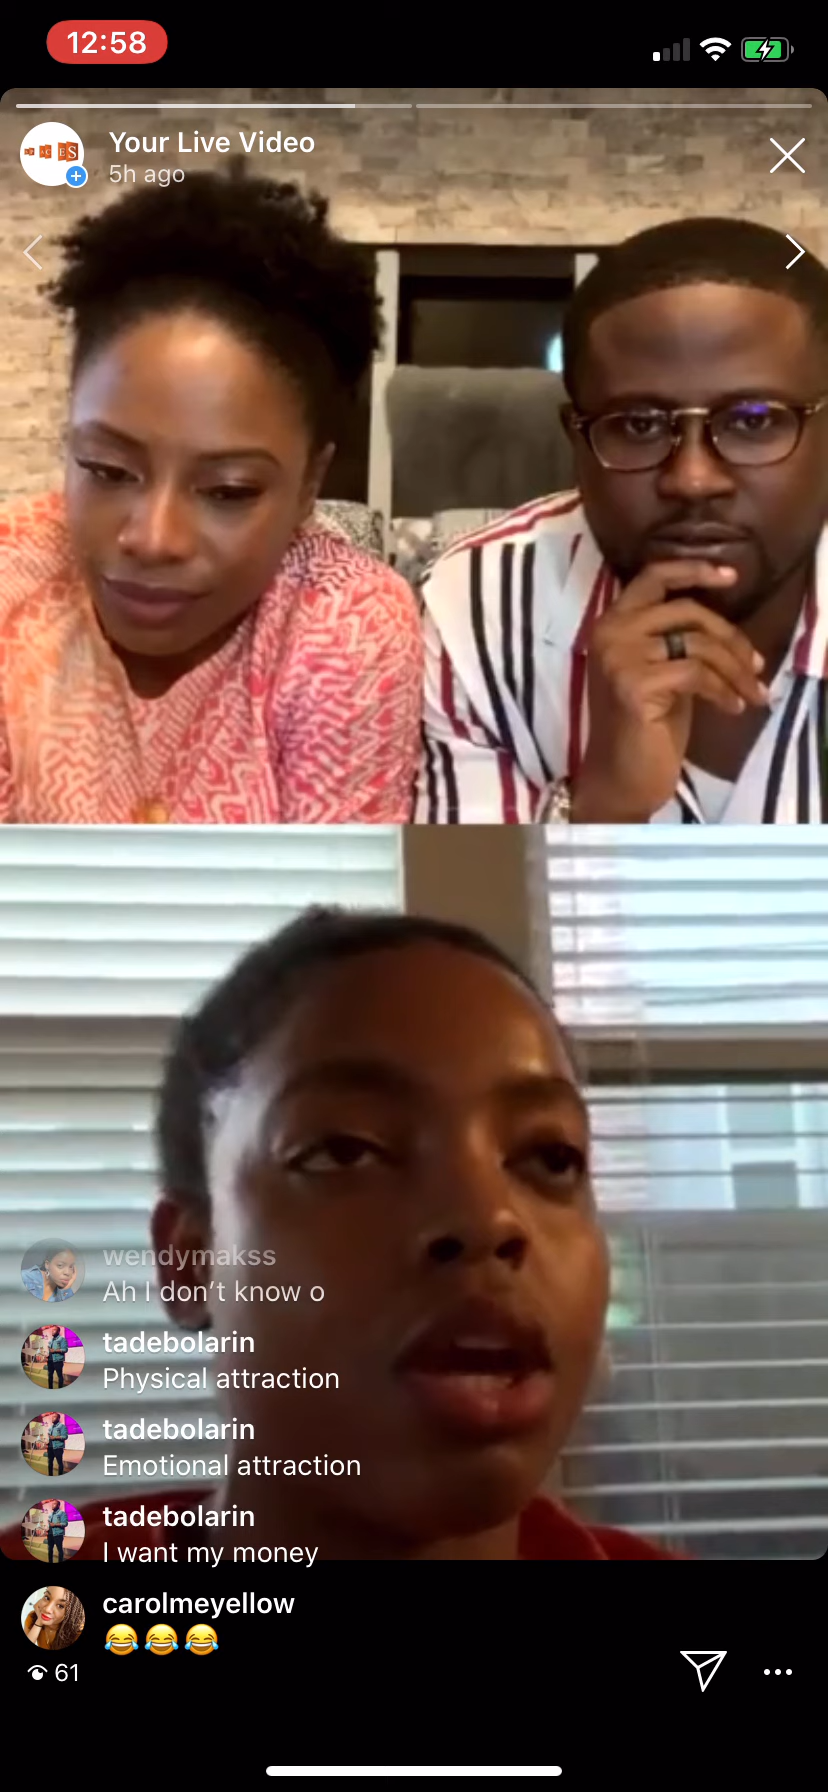 12:58
Your Live Video
5h ago
wendymakss
Ah I don’t know o
tadebolarin
Physical attraction
tadebolarin
Emotional attraction
tadebolarin
I want my money
carolmeyellow
😂😂😂
61